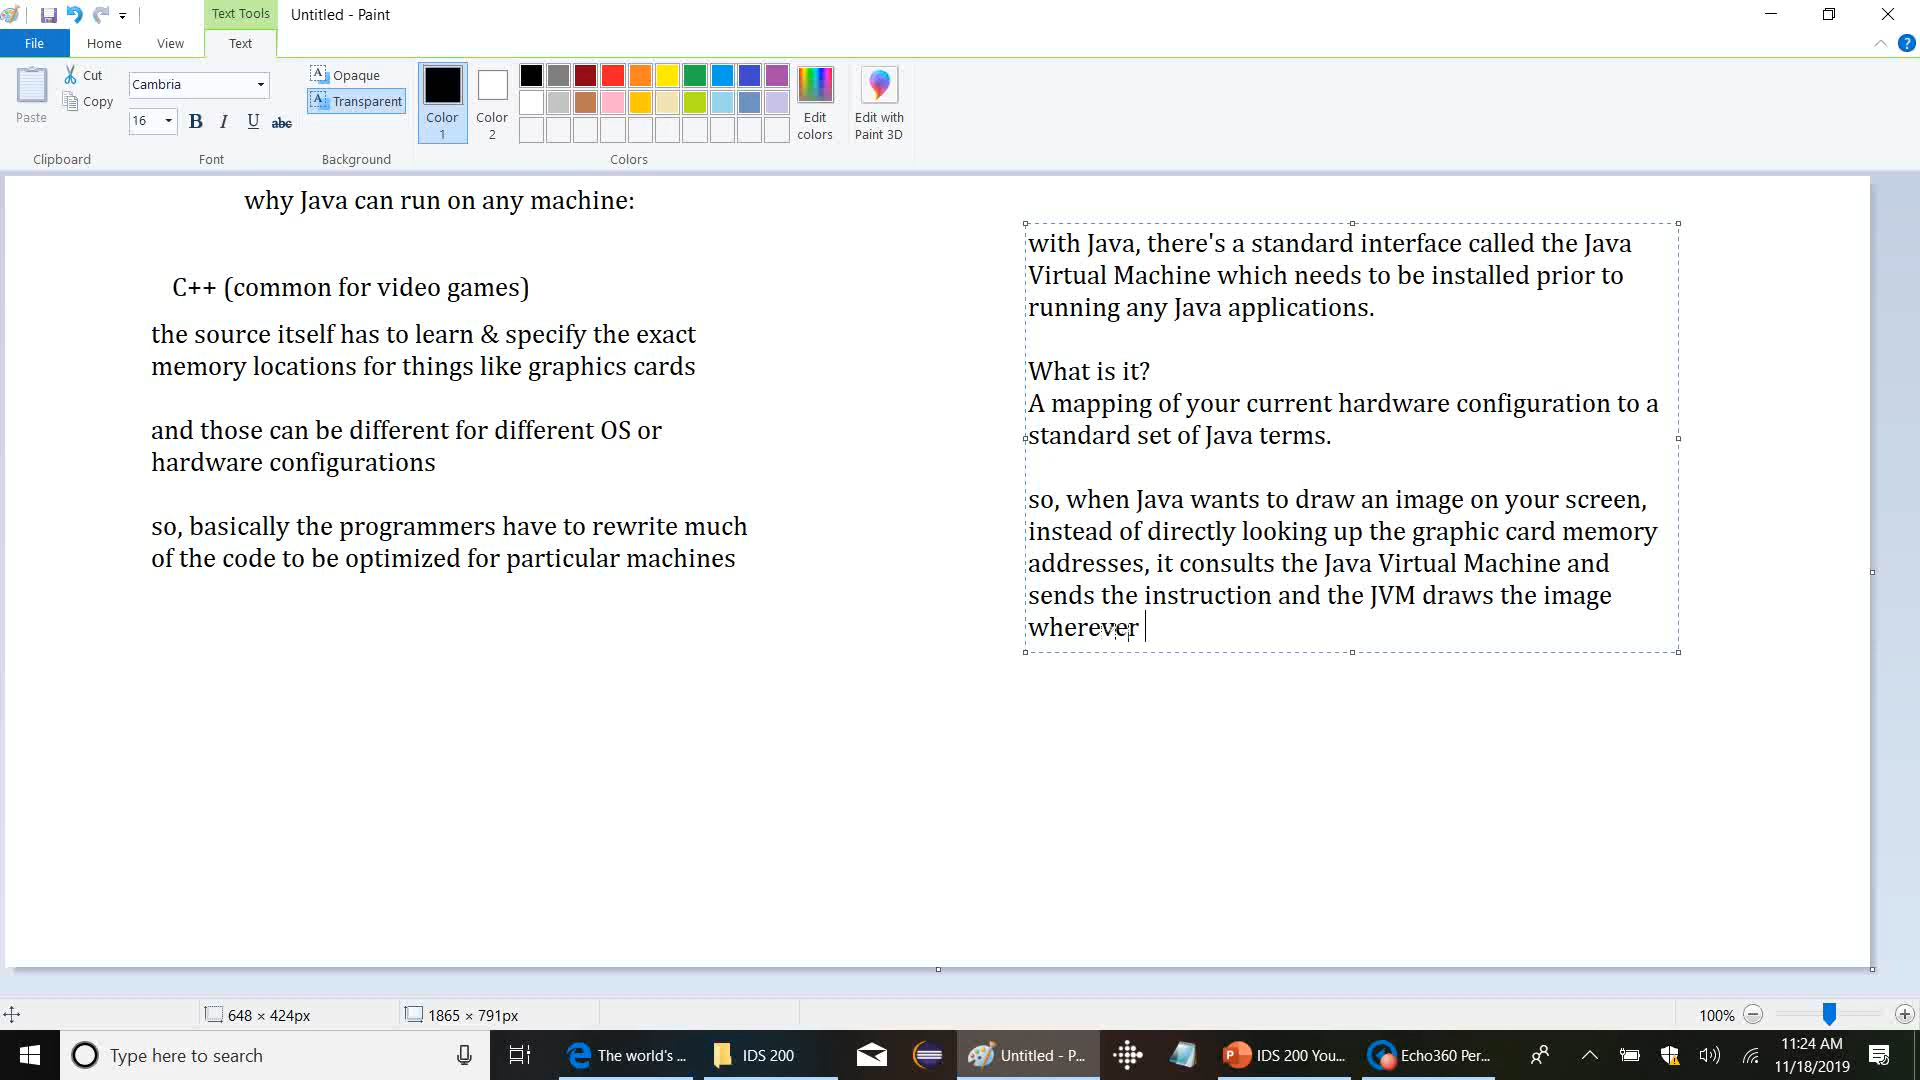 Text Tools
Untitled - Paint
File
Home
View
Text
Paste
Cut
Copy
Clipboard
Cambria
16
B I U abc
Font
Opaque
Transparent
Background
Color 1
Color 2
Edit colors
Edit with Paint 3D
Colors
why Java can run on any machine:
C++ (common for video games)
the source itself has to learn & specify the exact
memory locations for things like graphics cards
and those can be different for different OS or
hardware configurations
so, basically the programmers have to rewrite much
of the code to be optimized for particular machines
with Java, there's a standard interface called the Java
Virtual Machine which needs to be installed prior to
running any Java applications.
What is it?
A mapping of your current hardware configuration to a
standard set of Java terms.
so, when Java wants to draw an image on your screen,
instead of directly looking up the graphic card memory
addresses, it consults the Java Virtual Machine and
sends the instruction and the JVM draws the image
wherever
648 × 424px
1865 × 791px
100%
Type here to search
The world's ...
IDS 200
Untitled - P...
IDS 200 You...
Echo360 Per...
11:24 AM
11/18/2019